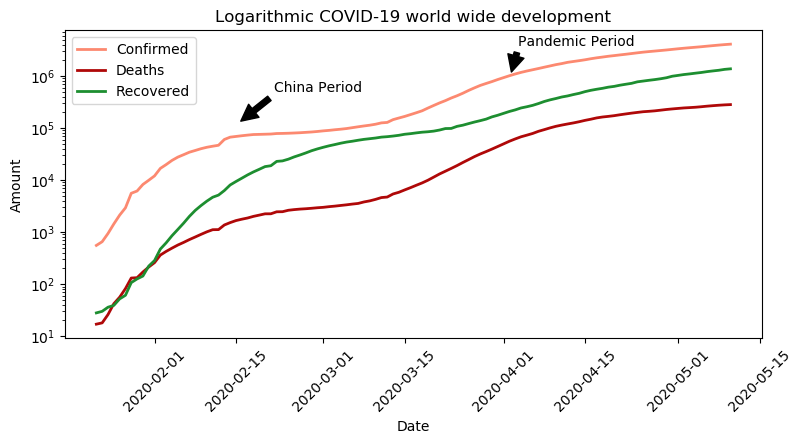 Logarithmic COVID-19 world wide development
Confirmed
Deaths
Recovered
China Period
Pandemic Period
Amount
10^6
10^5
10^4
10^3
10^2
10^1
2020-02-01
2020-02-15
2020-03-01
2020-03-15
2020-04-01
2020-04-15
2020-05-01
2020-05-15
Date